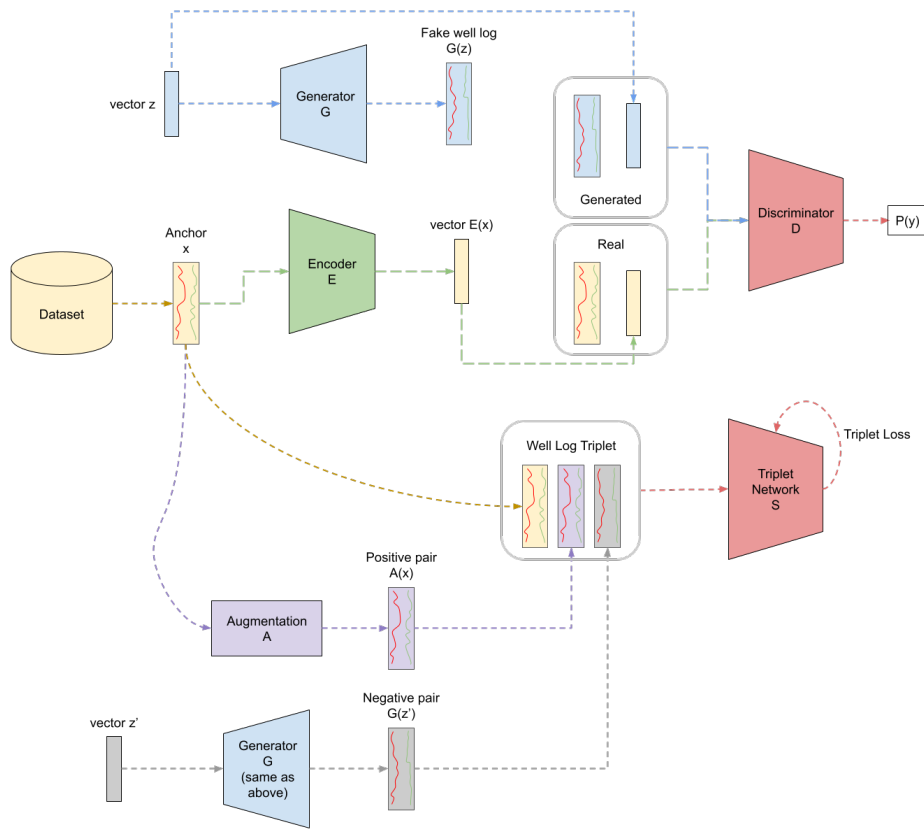 Fake well log
G(z)
vector z
Generator
G
Generated
Discriminator
D
P(y)
Anchor
x
vector E(x)
Real
Encoder
E
Dataset
Well Log Triplet
Triplet Loss
Triplet
Network
S
Positive pair
A(x)
Augmentation
A
Negative pair
G(z')
vector z'
Generator
G
(same as
above)